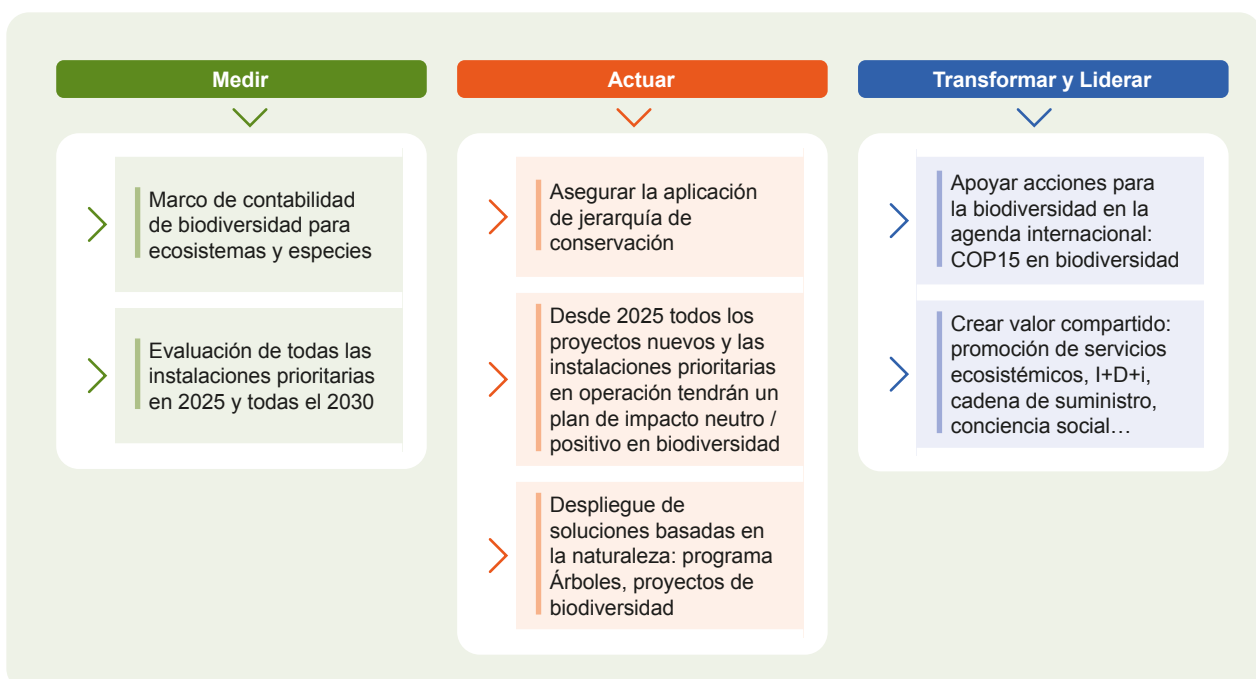 Medir
Marco de contabilidad
de biodiversidad para
ecosistemas y especies
Evaluación de todas las
instalaciones prioritarias
en 2025 y todas el 2030
Actuar
Asegurar la aplicación
de jerarquía de
conservación
Desde 2025 todos los
proyectos nuevos y las
instalaciones prioritarias
en operación tendrán un
plan de impacto neutro /
positivo en biodiversidad
Despliegue de
soluciones basadas en
la naturaleza: programa
Árboles, proyectos de
biodiversidad
Transformar y Liderar
Apoyar acciones para
la biodiversidad en la
agenda internacional:
COP15 en biodiversidad
Crear valor compartido:
promoción de servicios
ecosistémicos, I+D+i,
cadena de suministro,
conciencia social…